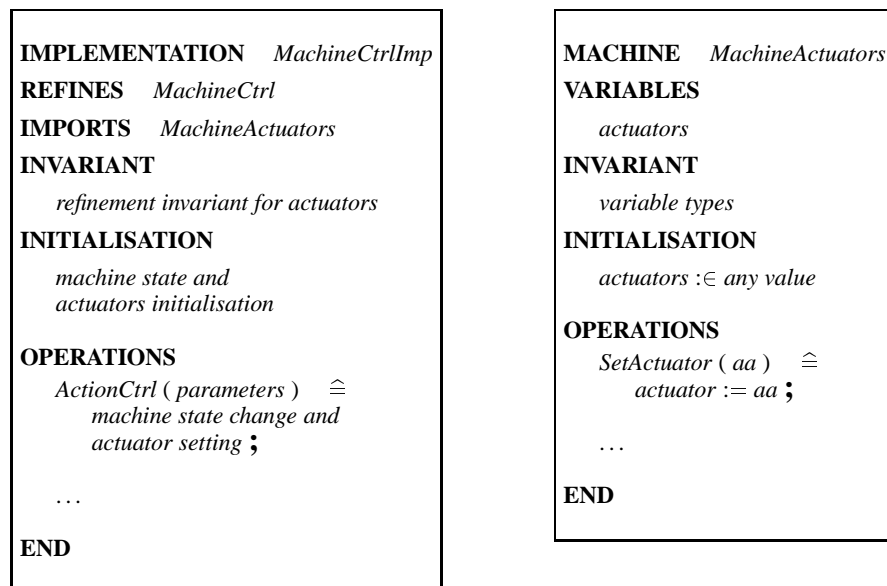 IMPLEMENTATION MachineCtrlImp
REFINES MachineCtrl
IMPORTS MachineActuators
INVARIANT
refinement invariant for actuators
INITIALISATION
machine state and
actuators initialisation
OPERATIONS
ActionCtrl ( parameters ) ≙
machine state change and
actuator setting ;
. . .
END
MACHINE MachineActuators
VARIABLES
actuators
INVARIANT
variable types
INITIALISATION
actuators :∈ any value
OPERATIONS
SetActuator ( aa ) ≙
actuator := aa ;
. . .
END